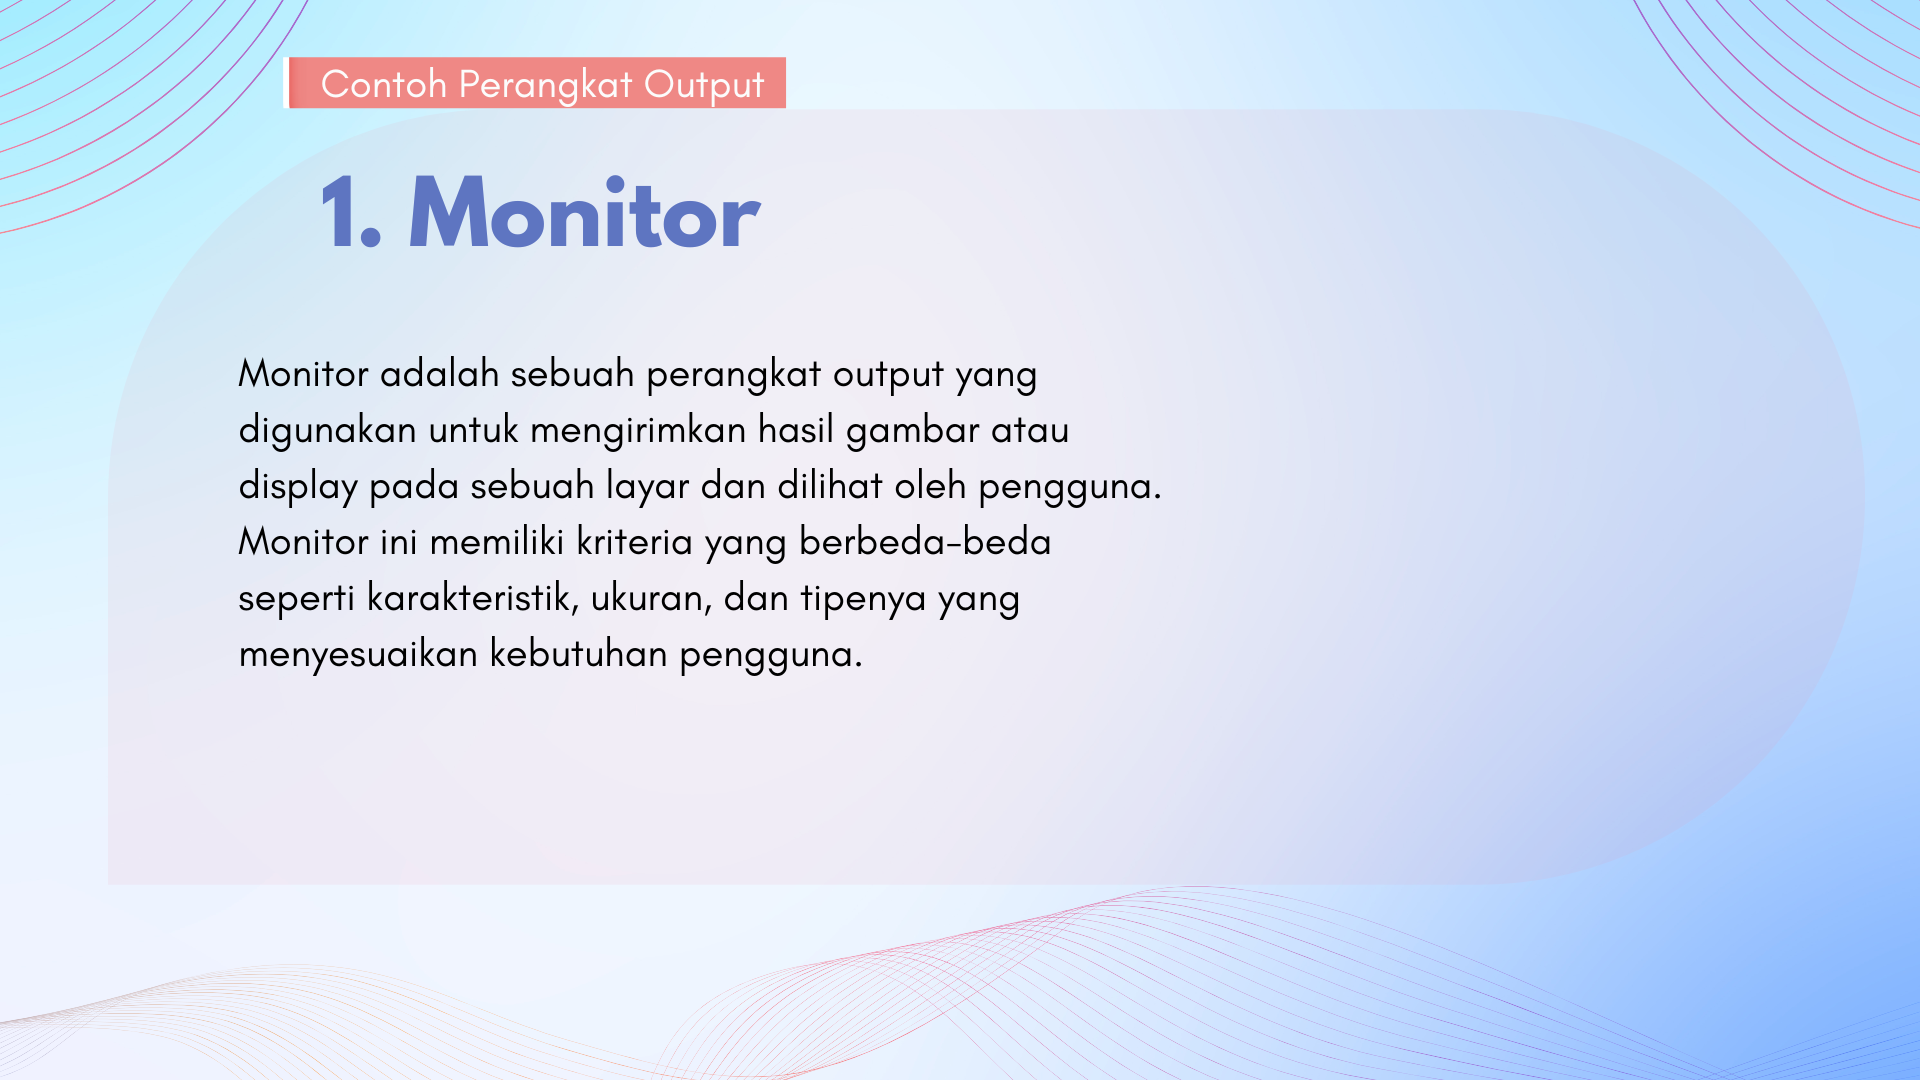 Contoh Perangkat Output
1. Monitor
Monitor adalah sebuah perangkat output yang
digunakan untuk mengirimkan hasil gambar atau
display pada sebuah layar dan dilihat oleh pengguna.
Monitor ini memiliki kriteria yang berbeda-beda
seperti karakteristik, ukuran, dan tipenya yang
menyesuaikan kebutuhan pengguna.